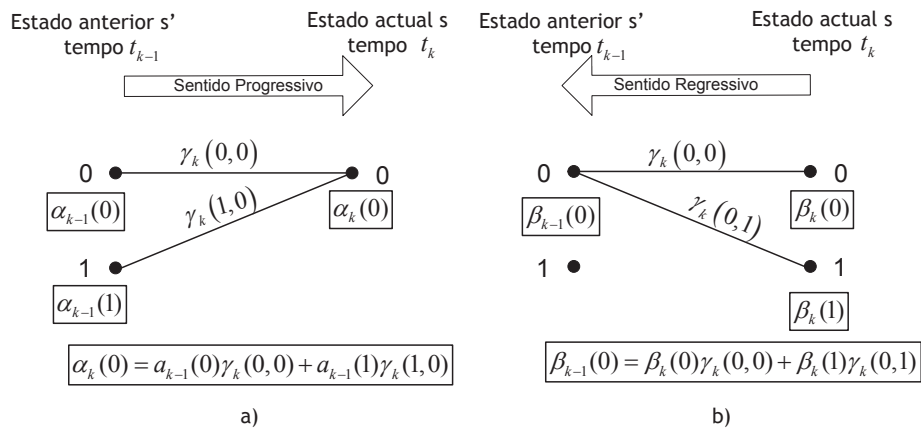 Estado anterior s'
tempo t_{k-1}
Estado actual s
tempo t_k
Sentido Progressivo
γ_k(0,0)
0
0
α_{k-1}(0)
γ_k(1,0)
α_k(0)
1
α_{k-1}(1)
α_k(0) = a_{k-1}(0)γ_k(0,0) + a_{k-1}(1)γ_k(1,0)
a)
Estado anterior s'
tempo t_{k-1}
Estado actual s
tempo t_k
Sentido Regressivo
γ_k(0,0)
0
0
β_{k-1}(0)
γ_k(0,1)
β_k(0)
1
1
β_k(1)
β_{k-1}(0) = β_k(0)γ_k(0,0) + β_k(1)γ_k(0,1)
b)